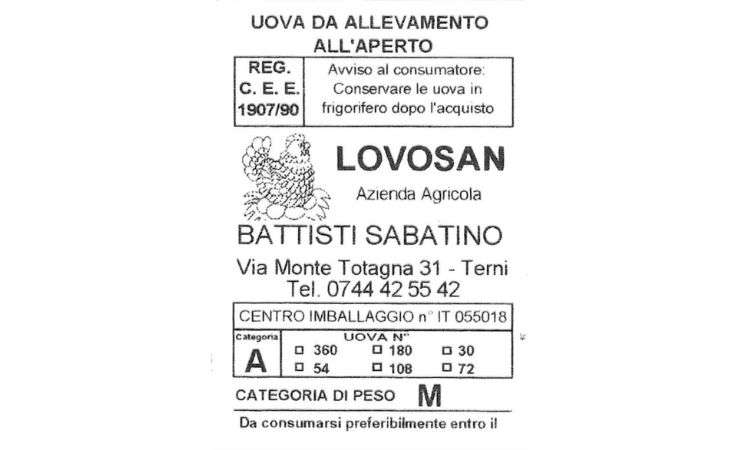 UOVA DA ALLEVAMENTO
ALL'APERTO
REG.
C. E. E.
1907/90
Avviso al consumatore:
Conservare le uova in
frigorifero dopo l'acquisto
LOVOSAN
Azienda Agricola
BATTISTI SABATINO
Via Monte Totagna 31 - Terni
Tel. 0744 42 55 42
CENTRO IMBALLAGGIO n° IT 055018
Categoria
A
UOVA N°
360 180 30
54 108 72
CATEGORIA DI PESO M
Da consumarsi preferibilmente entro il